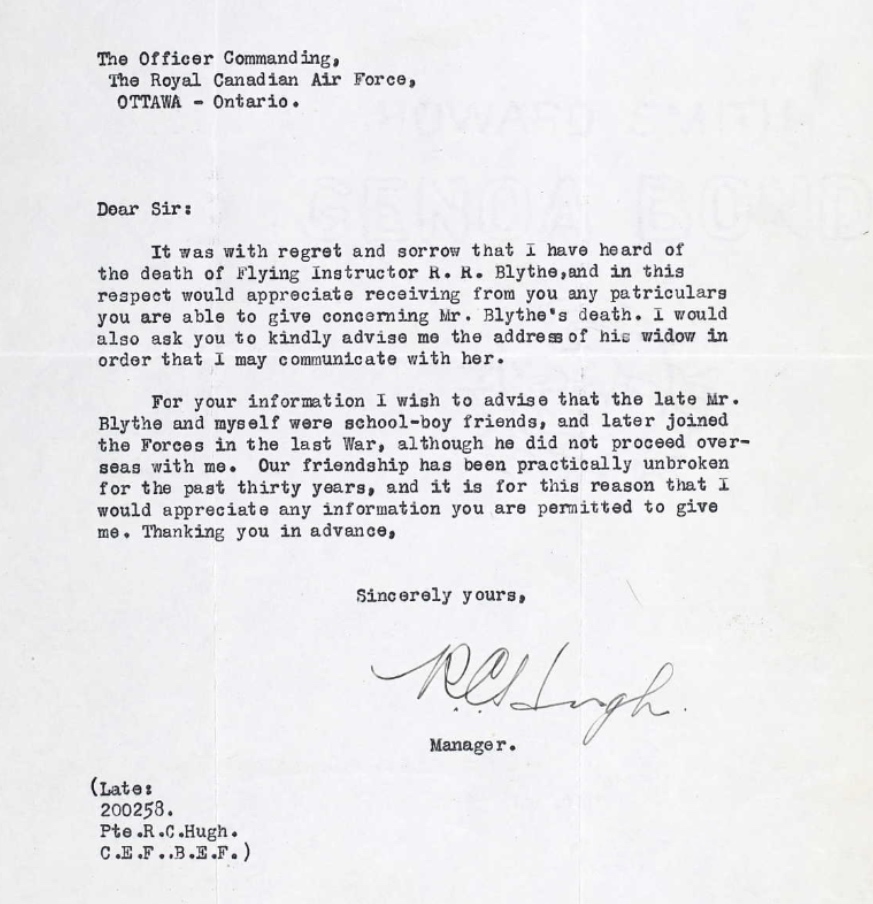 The Officer Commanding,
The Royal Canadian Air Force,
OTTAWA - Ontario.
HOWARD SMITH
GENOA BOND
Dear Sir:
It was with regret and sorrow that I have heard of
the death of Flying Instructor R. R. Blythe,and in this
respect would appreciate receiving from you any patriculars
you are able to give concerning Mr. Blythe's death. I would
also ask you to kindly advise me the address of his widow in
order that I may communicate with her.
For your information I wish to advise that the late Mr.
Blythe and myself were school-boy friends, and later joined
the Forces in the last War, although he did not proceed over-
seas with me. Our friendship has been practically unbroken
for the past thirty years, and it is for this reason that I
would appreciate any information you are permitted to give
me. Thanking you in advance,
Sincerely yours,
R.C. Hugh.
Manager.
(Late:
200258.
Pte.R.C.Hugh.
C.E.F..B.E.F.)